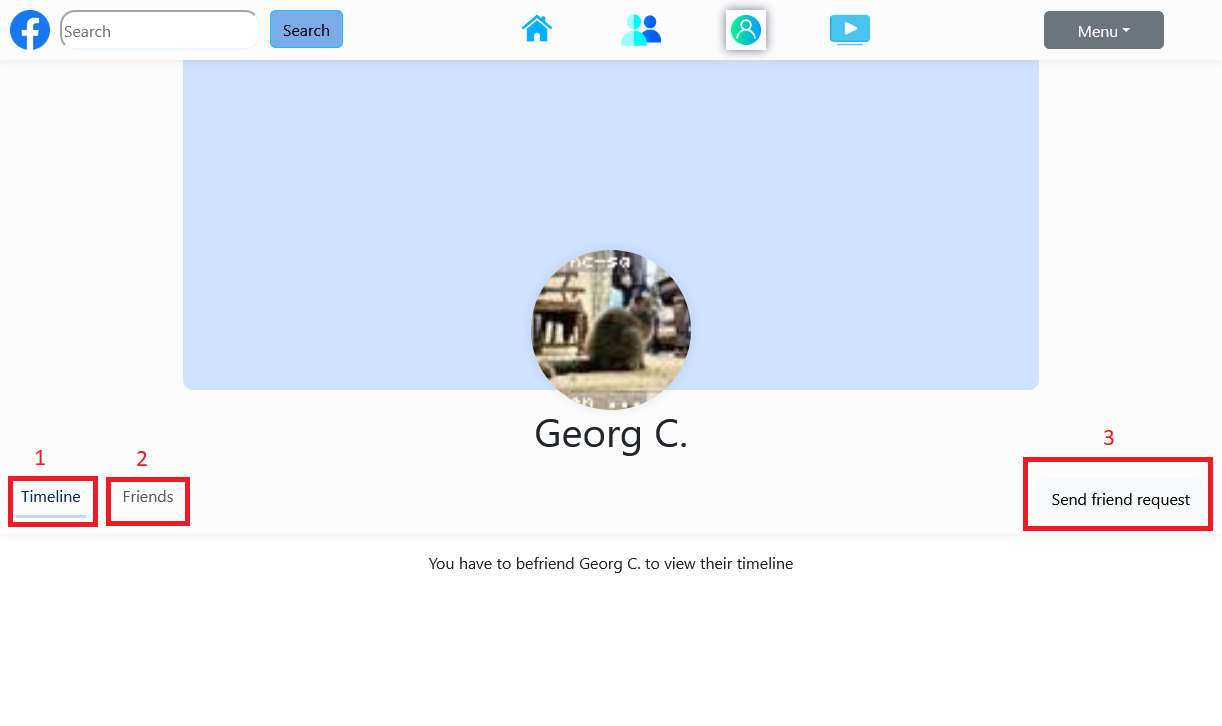 Search
Search
Menu
Georg C.
1
2
3
Timeline
Friends
Send friend request
You have to befriend Georg C. to view their timeline